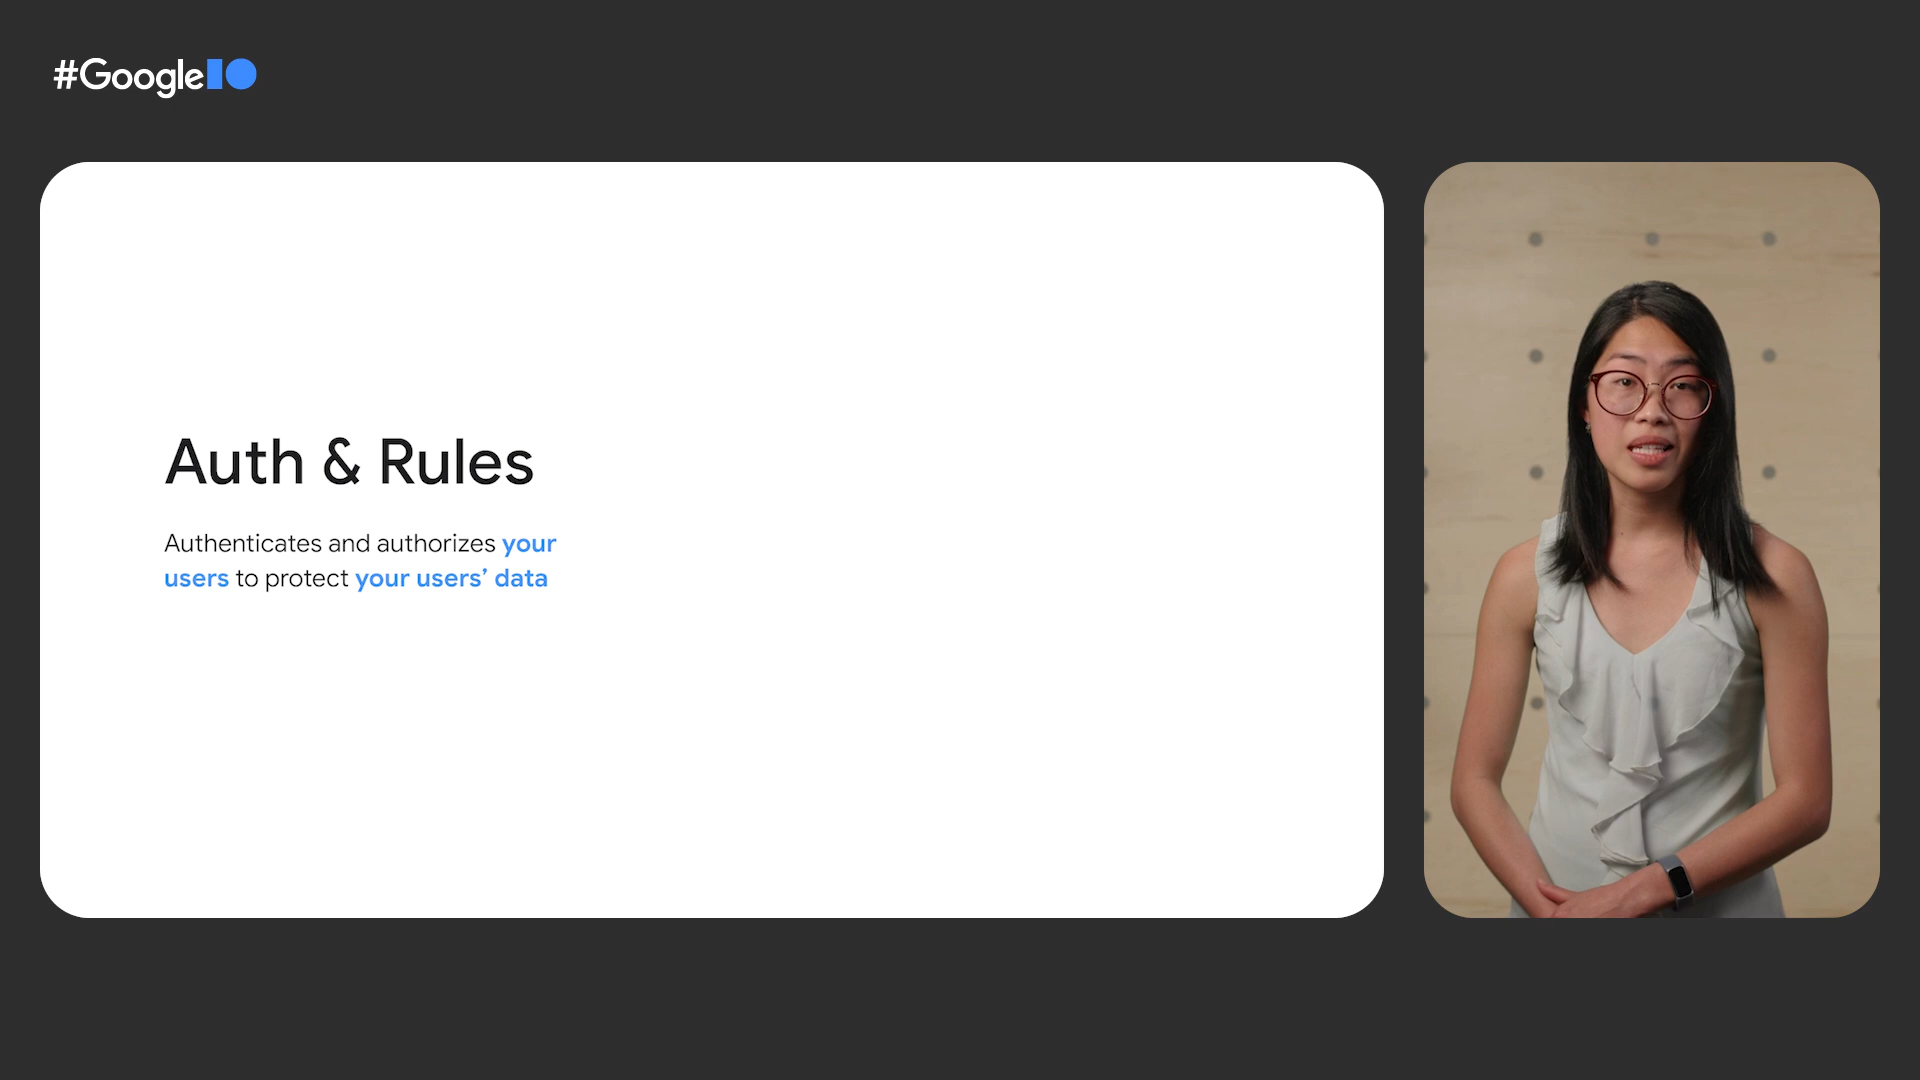 #GoogleIO
Auth & Rules
Authenticates and authorizes your
users to protect your users’ data